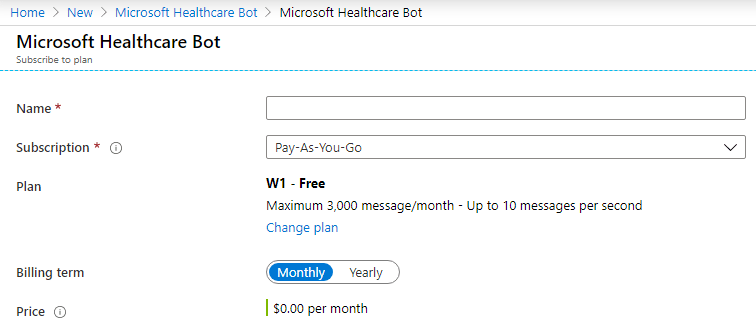 Home > New > Microsoft Healthcare Bot > Microsoft Healthcare Bot
Microsoft Healthcare Bot
Subscribe to plan
Name *
Subscription * Pay-As-You-Go
Plan W1 - Free
Maximum 3,000 message/month - Up to 10 messages per second
Change plan
Billing term Monthly Yearly
Price $0.00 per month